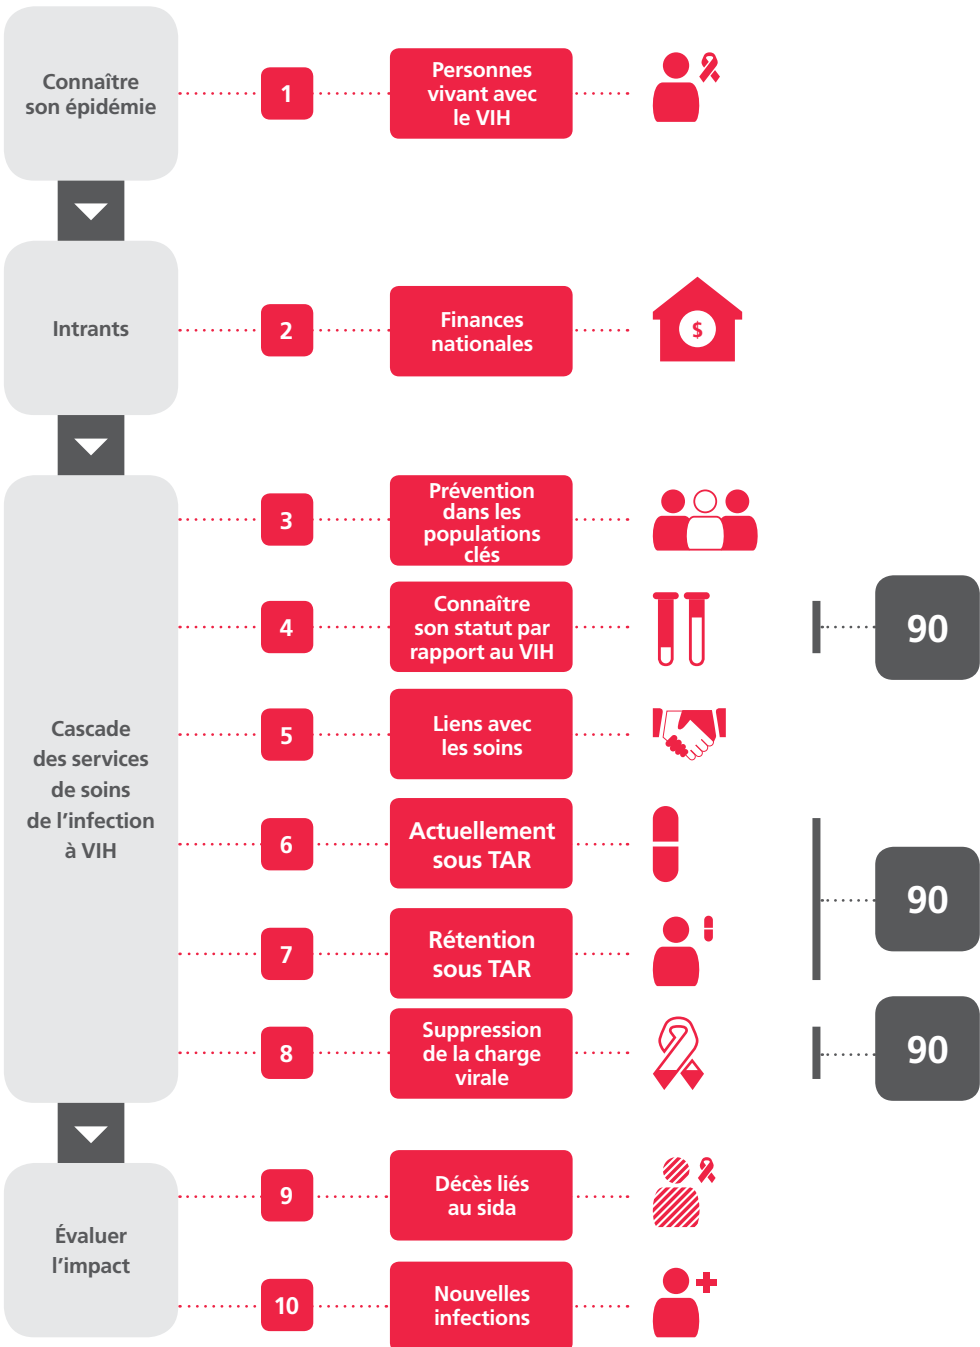 Connaître
son épidémie
1
Personnes
vivant avec
le VIH
Intrants
2
Finances
nationales
$
Cascade
des services
de soins
de l'infection
à VIH
3
Prévention
dans les
populations
clés
4
Connaître
son statut par
rapport au VIH
90
5
Liens avec
les soins
6
Actuellement
sous TAR
90
7
Rétention
sous TAR
8
Suppression
de la charge
virale
90
Évaluer
l'impact
9
Décès liés
au sida
10
Nouvelles
infections